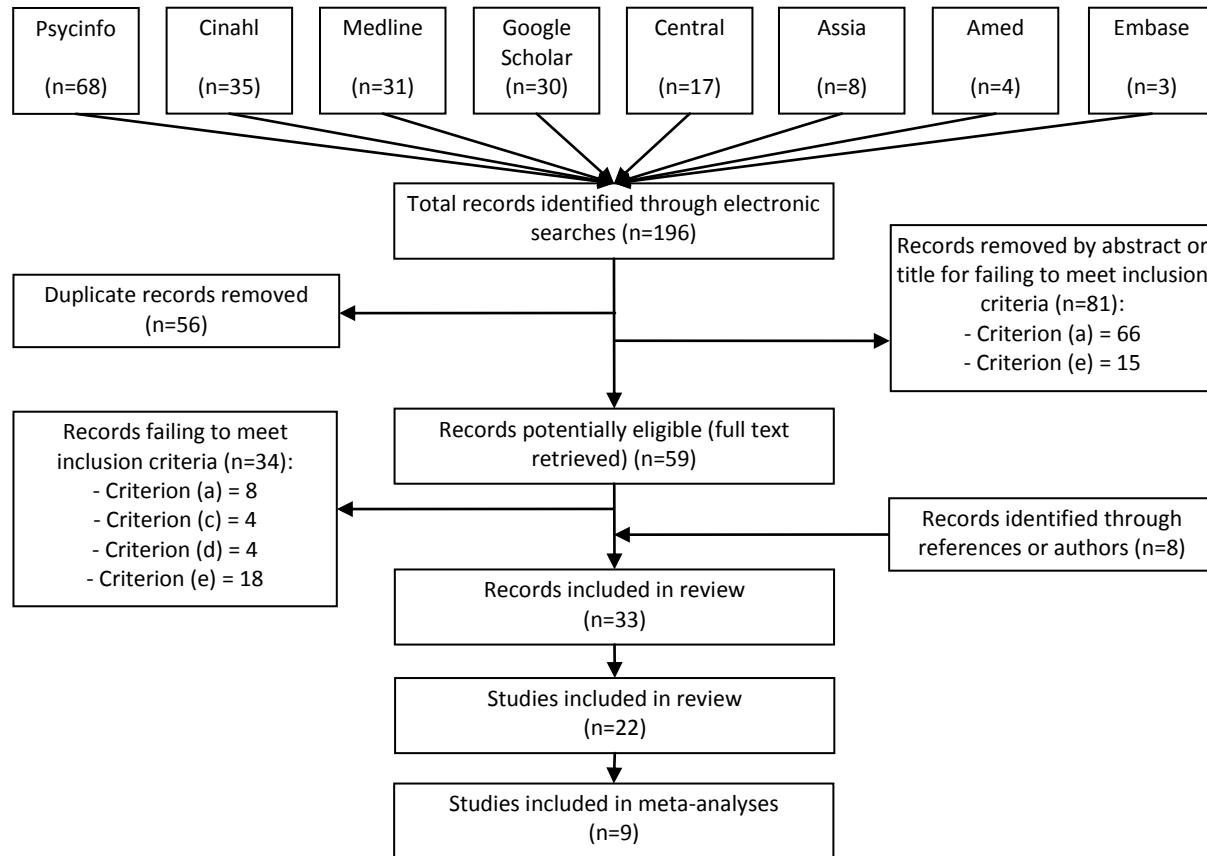 Psycinfo
(n=68)
Cinahl
(n=35)
Medline
(n=31)
Google
Scholar
(n=30)
Central
(n=17)
Assia
(n=8)
Amed
(n=4)
Embase
(n=3)
Total records identified through electronic
searches (n=196)
Duplicate records removed
(n=56)
Records removed by abstract or
title for failing to meet inclusion
criteria (n=81):
- Criterion (a) = 66
- Criterion (e) = 15
Records potentially eligible (full text
retrieved) (n=59)
Records failing to meet
inclusion criteria (n=34):
- Criterion (a) = 8
- Criterion (c) = 4
- Criterion (d) = 4
- Criterion (e) = 18
Records identified through
references or authors (n=8)
Records included in review
(n=33)
Studies included in review
(n=22)
Studies included in meta-analyses
(n=9)